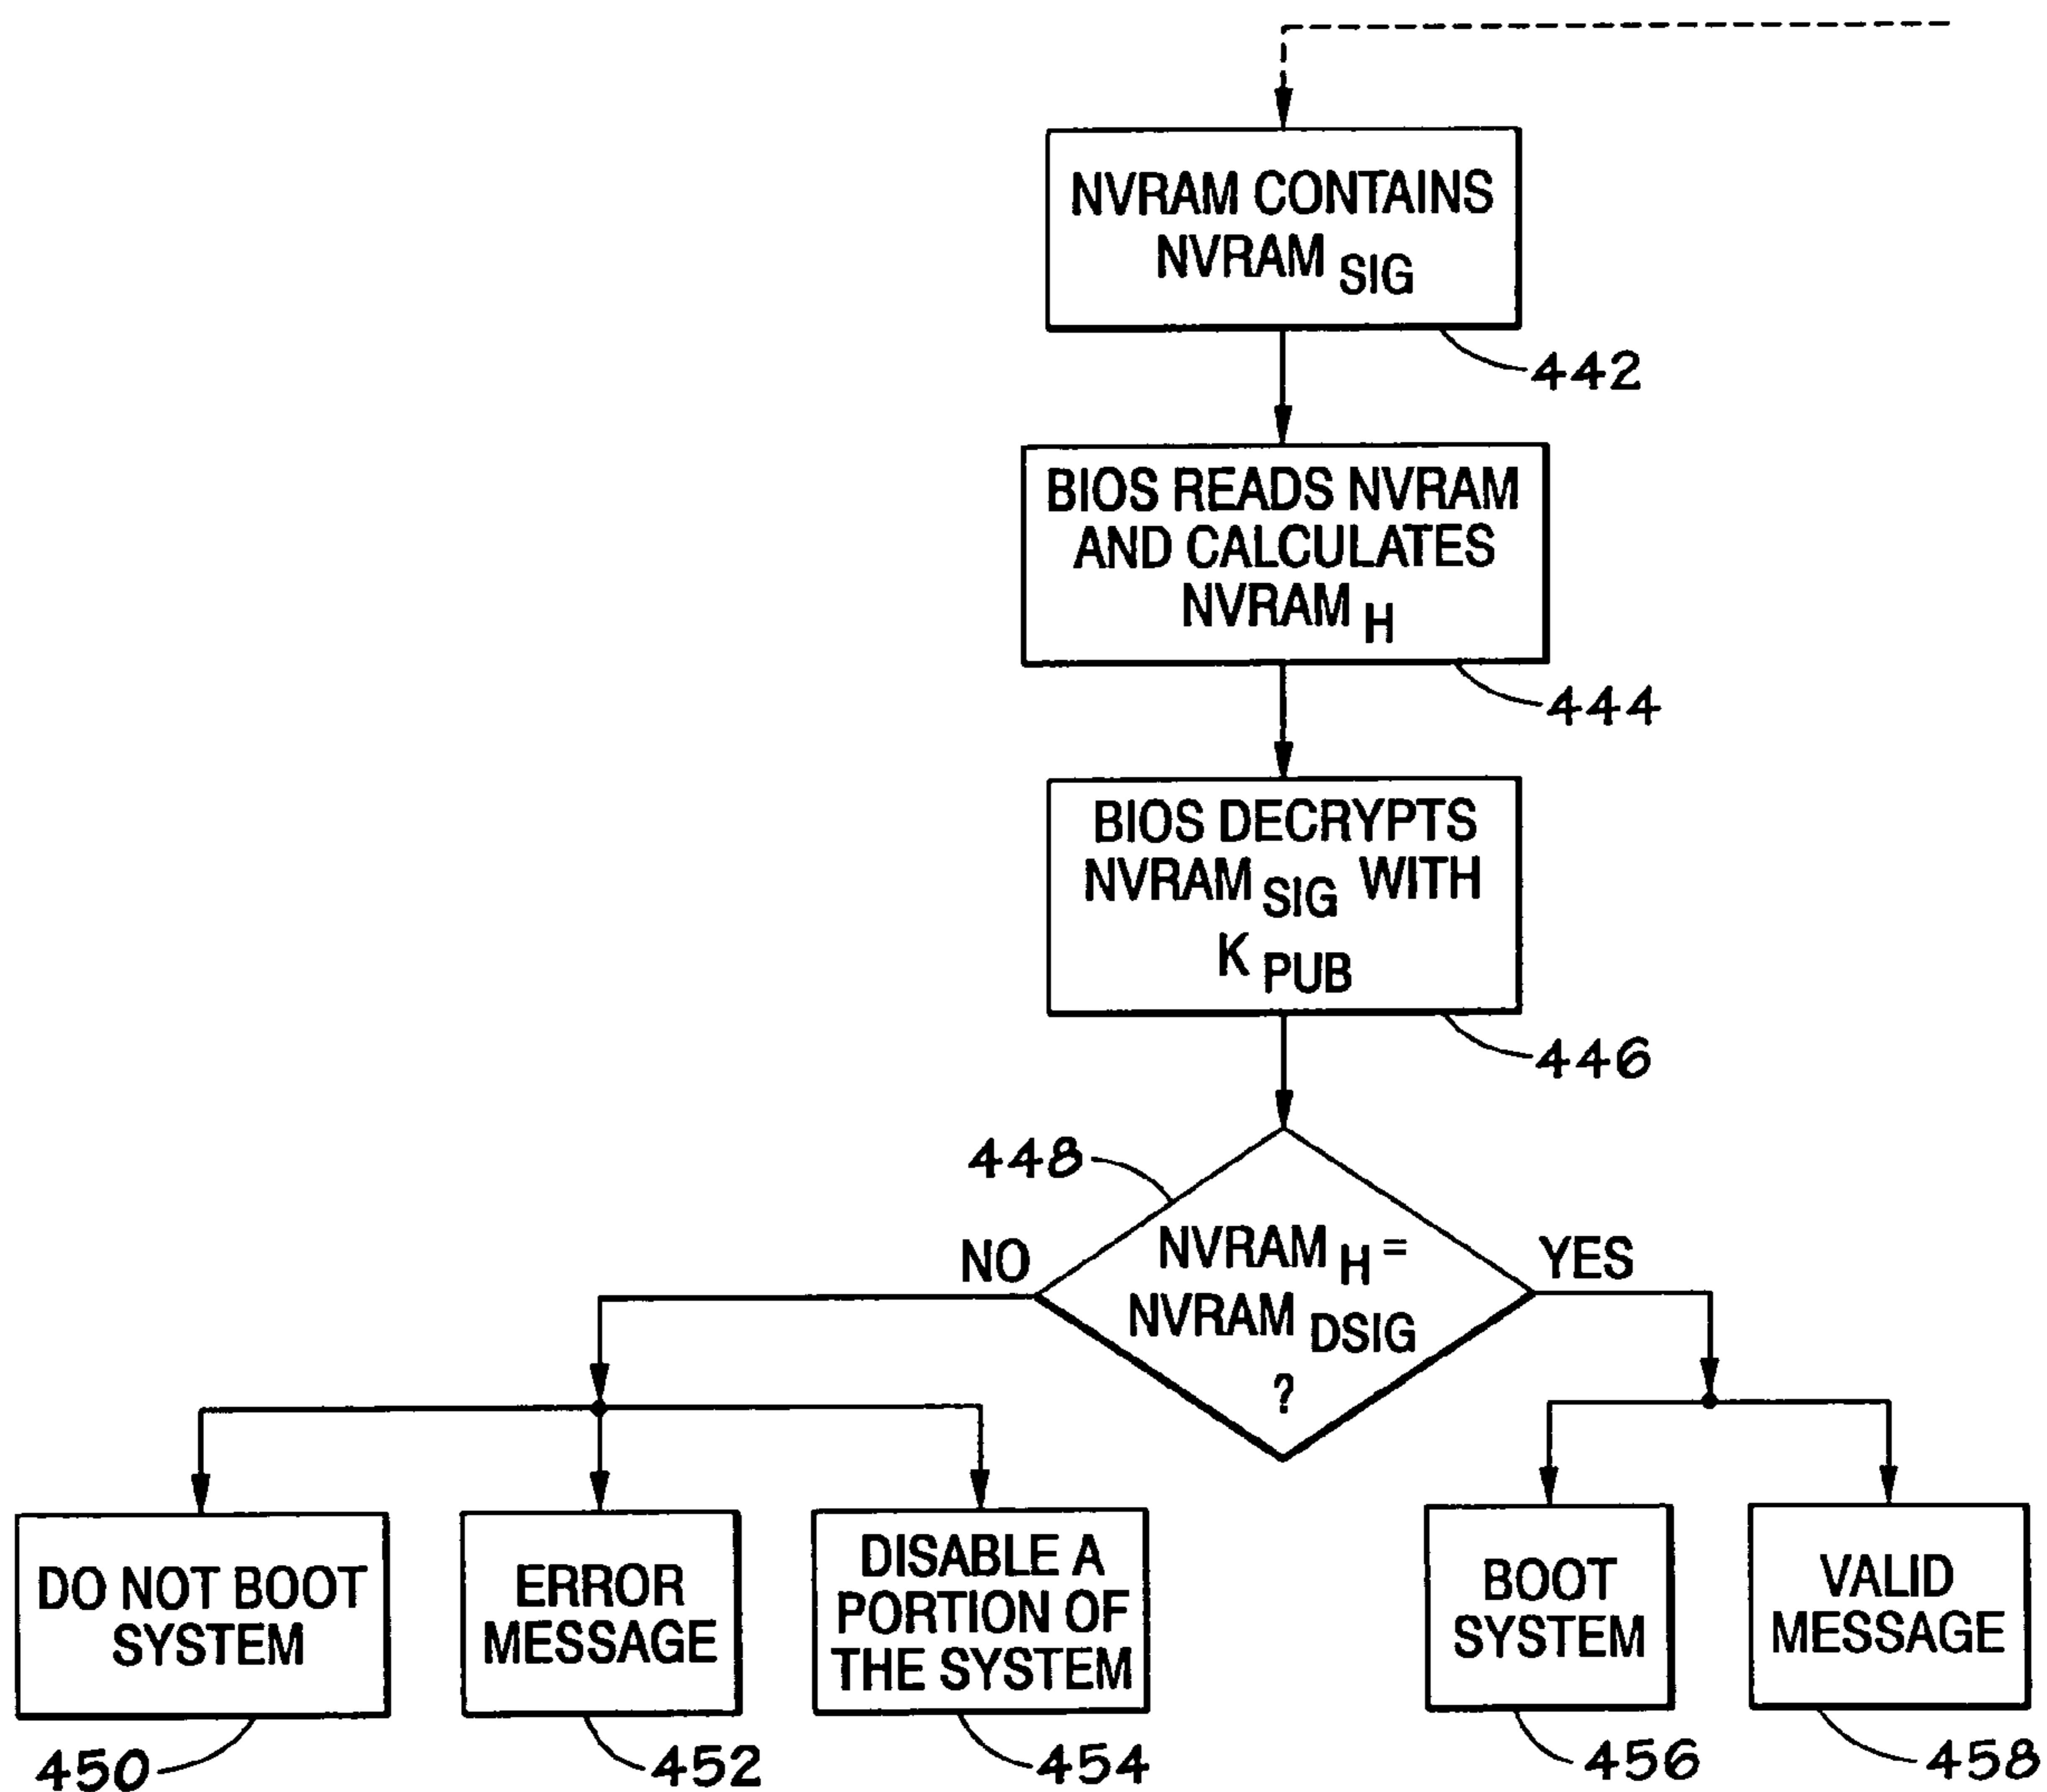 NVRAM CONTAINS
NVRAM SIG
442
BIOS READS NVRAM
AND CALCULATES
NVRAM H
444
BIOS DECRYPTS
NVRAM SIG WITH
K PUB
446
448
NO
NVRAM H =
NVRAM DSIG
?
YES
DO NOT BOOT
SYSTEM
450
ERROR
MESSAGE
452
DISABLE A
PORTION OF
THE SYSTEM
454
BOOT
SYSTEM
456
VALID
MESSAGE
458